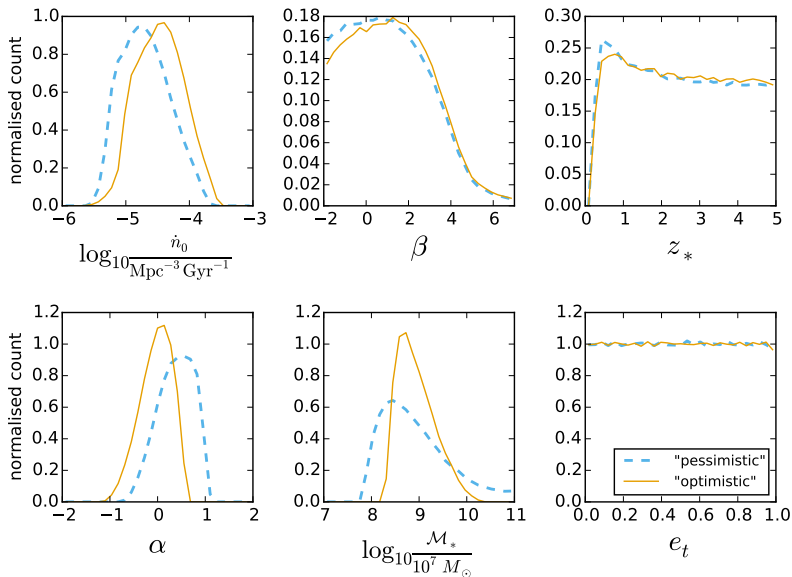 normalised count
1.0
0.8
0.6
0.4
0.2
0.0
−6 −5 −4 −3
log₁₀ ṅ₀ / Mpc⁻³ Gyr⁻¹
0.18
0.16
0.14
0.12
0.10
0.08
0.06
0.04
0.02
0.00
−2 0 2 4 6
β
0.30
0.25
0.20
0.15
0.10
0.05
0.00
0 1 2 3 4 5
z_*
normalised count
1.2
1.0
0.8
0.6
0.4
0.2
0.0
−2 −1 0 1 2
α
1.2
1.0
0.8
0.6
0.4
0.2
0.0
7 8 9 10 11
log₁₀ ℳ_* / 10⁷ M_⊙
1.2
1.0
0.8
0.6
0.4
0.2
0.0
0.0 0.2 0.4 0.6 0.8 1.0
e_t
"pessimistic"
"optimistic"